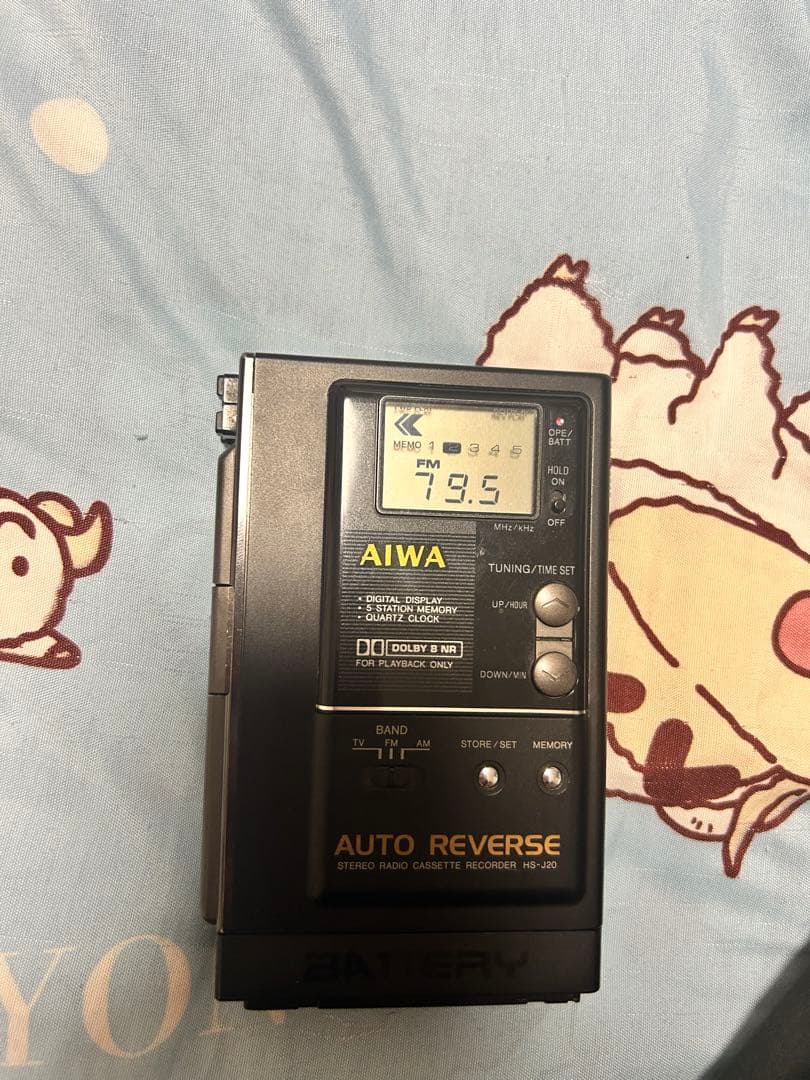 MEMO 1 2 3 4 5
FM
79.5
MHz/kHz
OPE/
BATT
HOLD
ON
OFF
AIWA
• DIGITAL DISPLAY
• 5 STATION MEMORY
• QUARTZ CLOCK
DOLBY B NR
FOR PLAYBACK ONLY
TUNING/TIME SET
UP/HOUR
DOWN/MIN
BAND
TV FM AM
STORE/SET
MEMORY
AUTO REVERSE
STEREO RADIO CASSETTE RECORDER HS-J20
BATTERY
YON